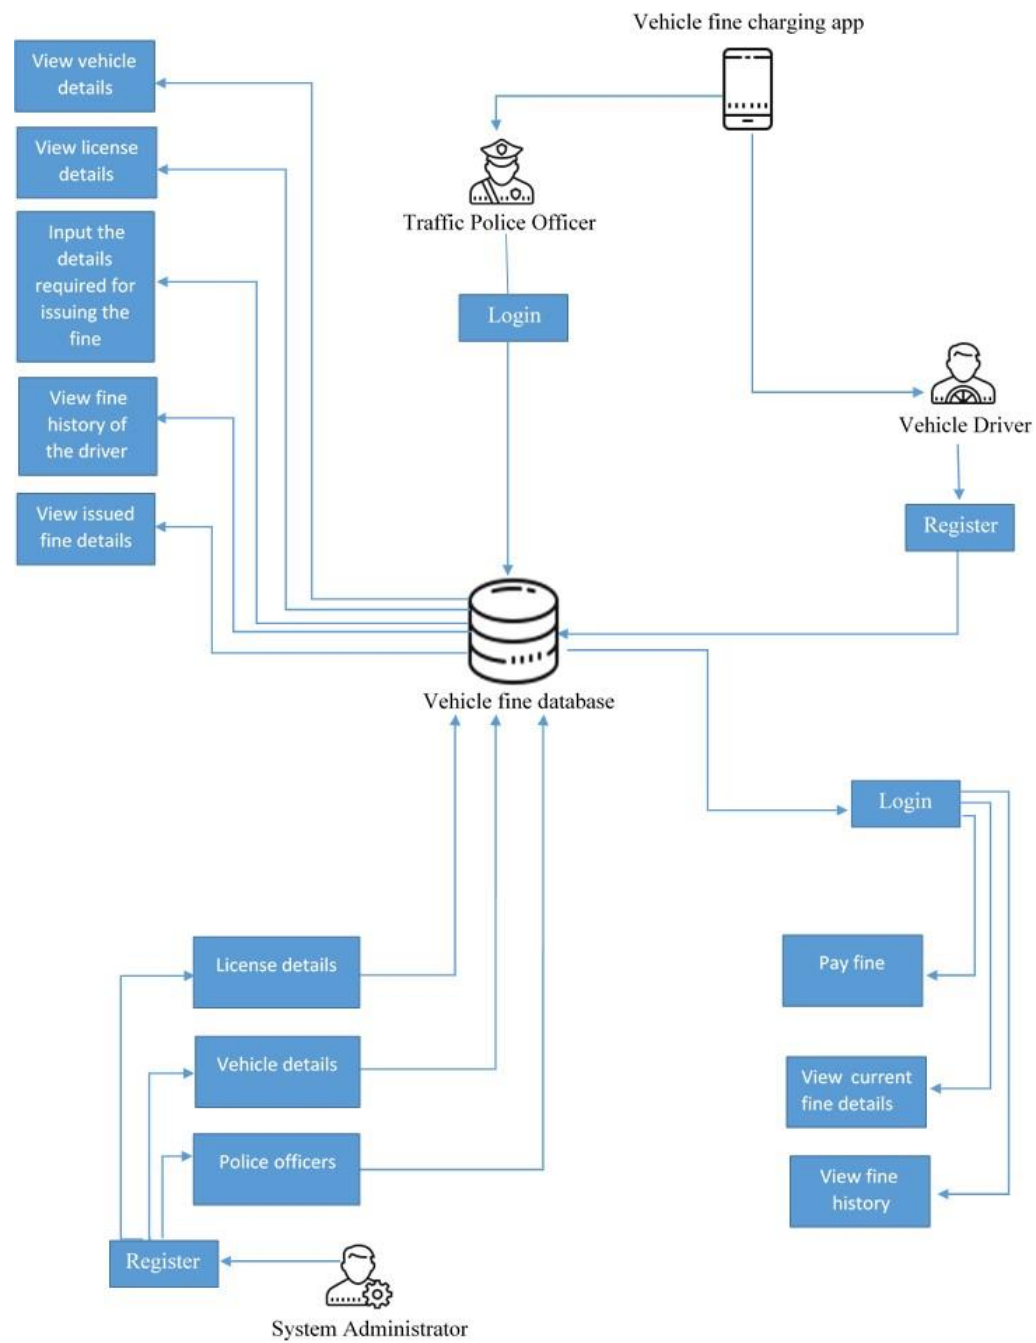 Vehicle fine charging app
View vehicle
details
View license
details
Input the
details
required for
issuing the
fine
View fine
history of
the driver
View issued
fine details
Traffic Police Officer
Login
Vehicle Driver
Register
Vehicle fine database
Login
Pay fine
View current
fine details
View fine
history
License details
Vehicle details
Police officers
Register
System Administrator